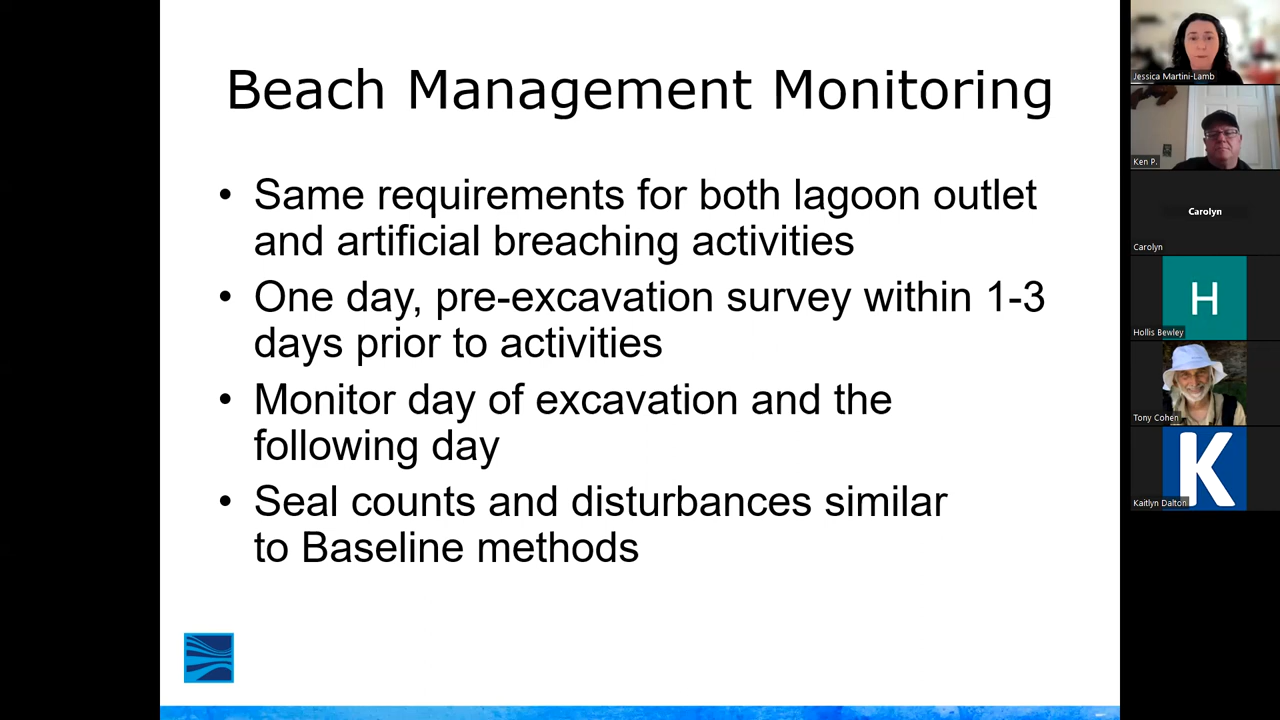 Beach Management Monitoring
• Same requirements for both lagoon outlet
and artificial breaching activities
• One day, pre-excavation survey within 1-3
days prior to activities
• Monitor day of excavation and the
following day
• Seal counts and disturbances similar
to Baseline methods
Jessica Martini-Lamb
Ken P.
Carolyn
Carolyn
H
Hollis Bewley
Tony Cohen
K
Kaitlyn Dalton